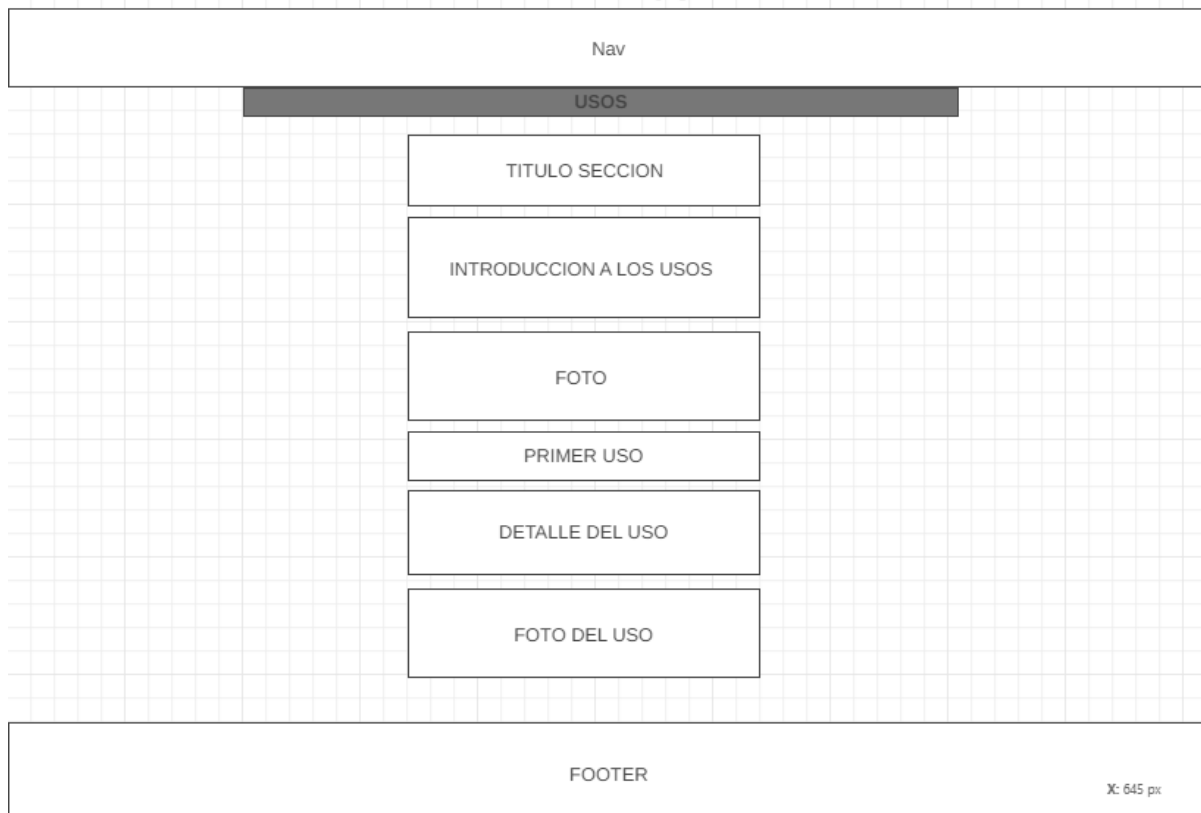 Nav
USOS
TITULO SECCION
INTRODUCCION A LOS USOS
FOTO
PRIMER USO
DETALLE DEL USO
FOTO DEL USO
FOOTER
X: 645 px